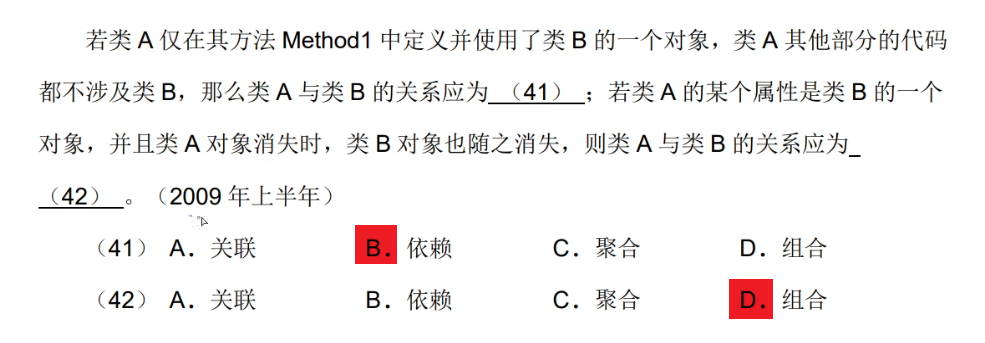 若类 A 仅在其方法 Method1 中定义并使用了类 B 的一个对象，类 A 其他部分的代码
都不涉及类 B，那么类 A 与类 B 的关系应为 （41） ；若类 A 的某个属性是类 B 的一个
对象，并且类 A 对象消失时，类 B 对象也随之消失，则类 A 与类 B 的关系应为_
（42） 。（2009 年上半年）
（41） A．关联 B．依赖 C．聚合 D．组合
（42） A．关联 B．依赖 C．聚合 D．组合